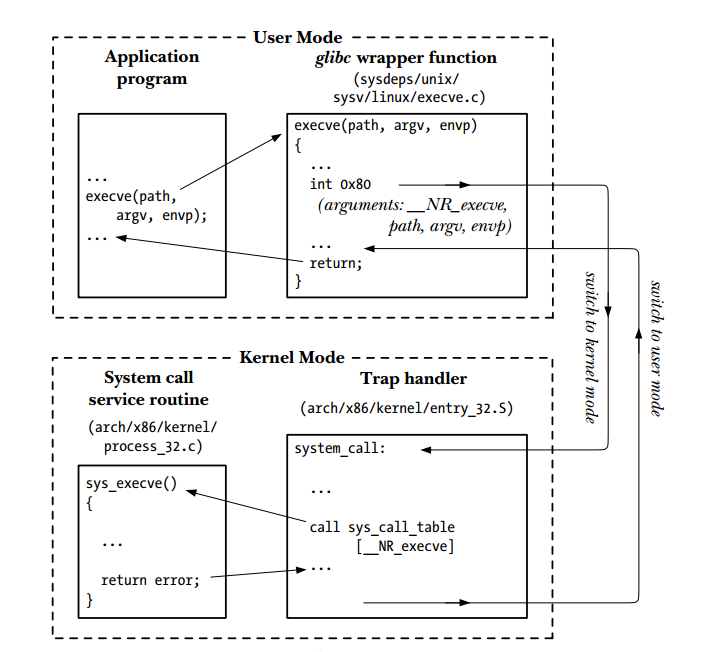 User Mode
Application
program
glibc wrapper function
(sysdeps/unix/
sysv/linux/execve.c)
...
execve(path,
argv, envp);
...
execve(path, argv, envp)
{
...
int 0x80
(arguments: __NR_execve,
path, argv, envp)
...
return;
}
switch to kernel mode
switch to user mode
Kernel Mode
System call
service routine
(arch/x86/kernel/
process_32.c)
Trap handler
(arch/x86/kernel/entry_32.S)
sys_execve()
{
...
return error;
}
system_call:
...
call sys_call_table
[__NR_execve]
...